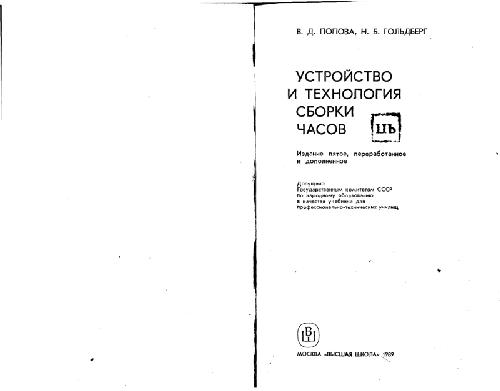 В. Д. ПОПОВА, Н. Б. ГОЛЬДБЕРГ
УСТРОЙСТВО
И ТЕХНОЛОГИЯ
СБОРКИ
ЧАСОВ
Издание пятое, переработанное
и дополненное
Допущено
Государственным комитетом СССР
по народному образованию
в качестве учебника для
профессионально-технических училищ
МОСКВА «ВЫСШАЯ ШКОЛА» 1989